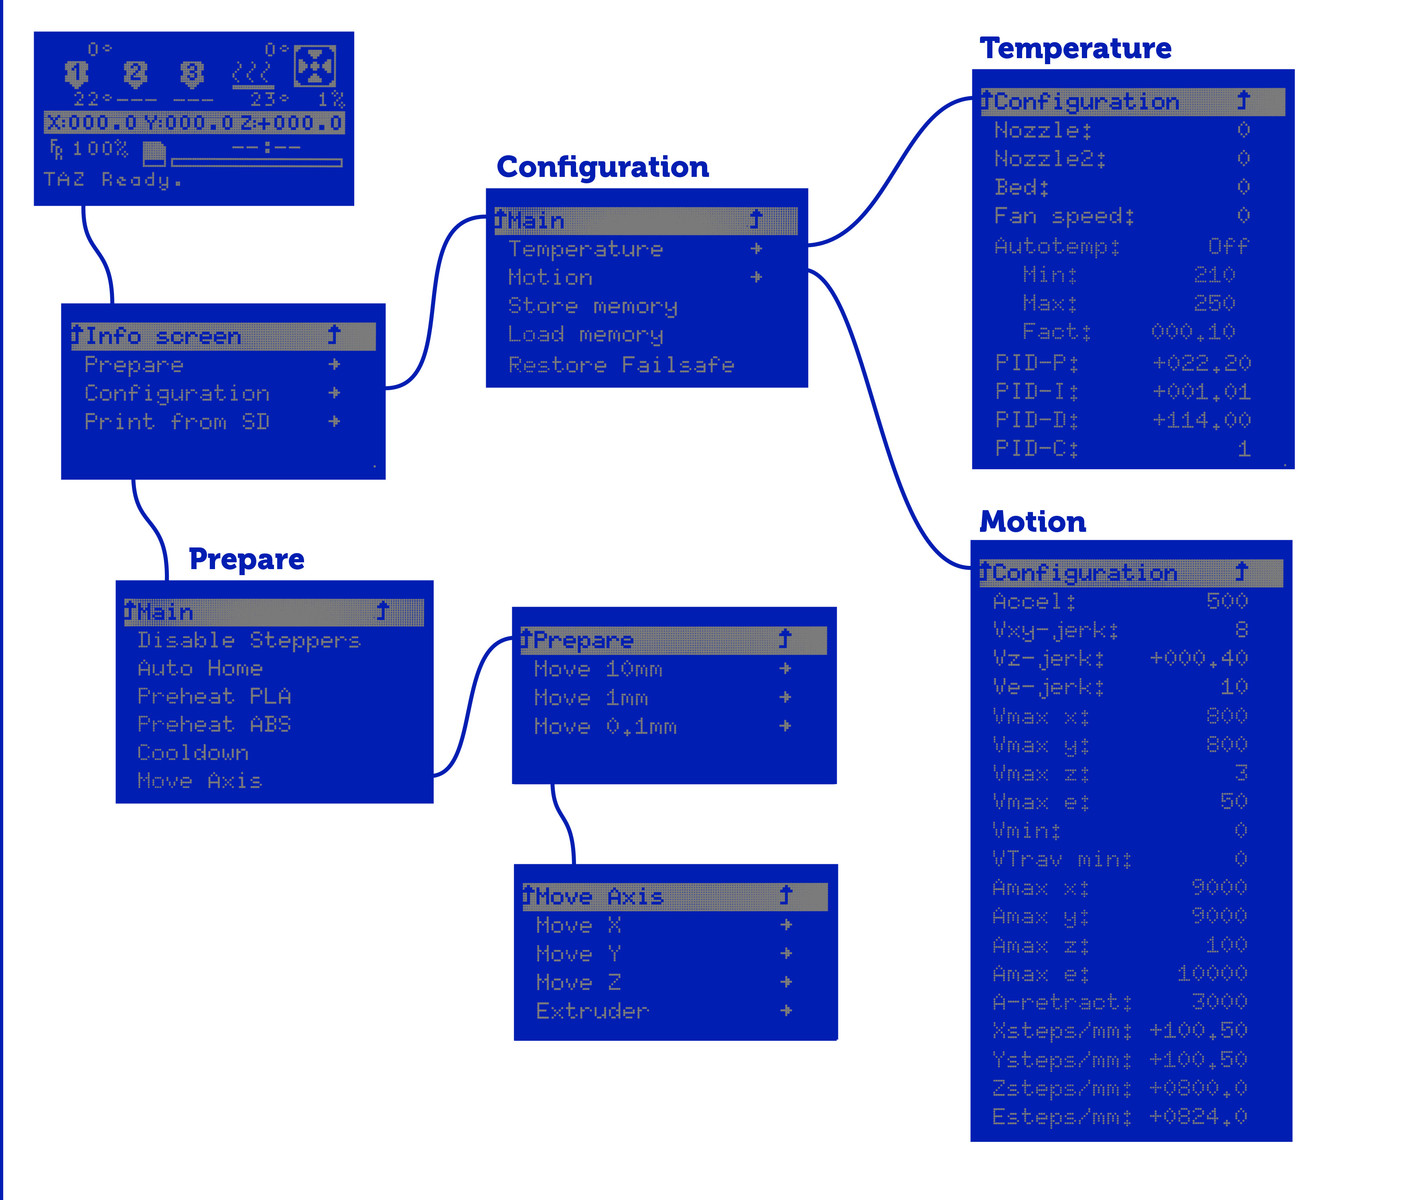 0° 0°
1 2 3
22°--- --- 23° 1%
X:000.0 Y:000.0 Z:+000.0
FR 100% --:--
TAZ Ready.
Info screen
Prepare
Configuration
Print from SD
Prepare
Main
Disable Steppers
Auto Home
Preheat PLA
Preheat ABS
Cooldown
Move Axis
Configuration
Main
Temperature
Motion
Store memory
Load memory
Restore Failsafe
Prepare
Move 10mm
Move 1mm
Move 0.1mm
Move Axis
Move X
Move Y
Move Z
Extruder
Temperature
Configuration
Nozzle: 0
Nozzle2: 0
Bed: 0
Fan speed: 0
Autotemp: Off
Min: 210
Max: 250
Fact: 000.10
PID-P: +022.20
PID-I: +001.01
PID-D: +114.00
PID-C: 1
Motion
Configuration
Accel: 500
Vxy-jerk: 8
Vz-jerk: +000.40
Ve-jerk: 10
Vmax x: 800
Vmax y: 800
Vmax z: 3
Vmax e: 50
Vmin: 0
VTrav min: 0
Amax x: 9000
Amax y: 9000
Amax z: 100
Amax e: 10000
A-retract: 3000
Xsteps/mm: +100.50
Ysteps/mm: +100.50
Zsteps/mm: +0800.0
Esteps/mm: +0824.0